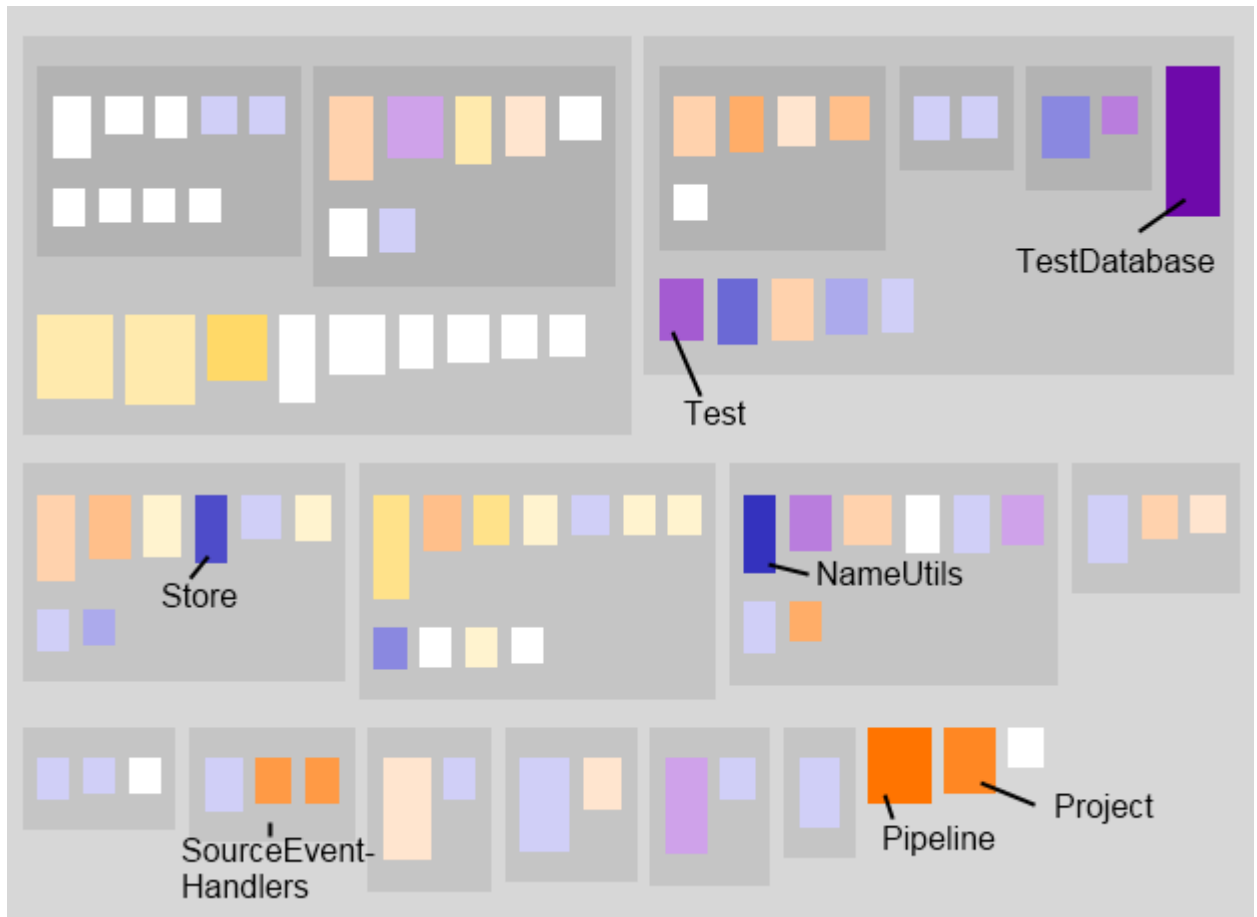 TestDatabase
Test
Store
NameUtils
SourceEvent-
Handlers
Pipeline
Project